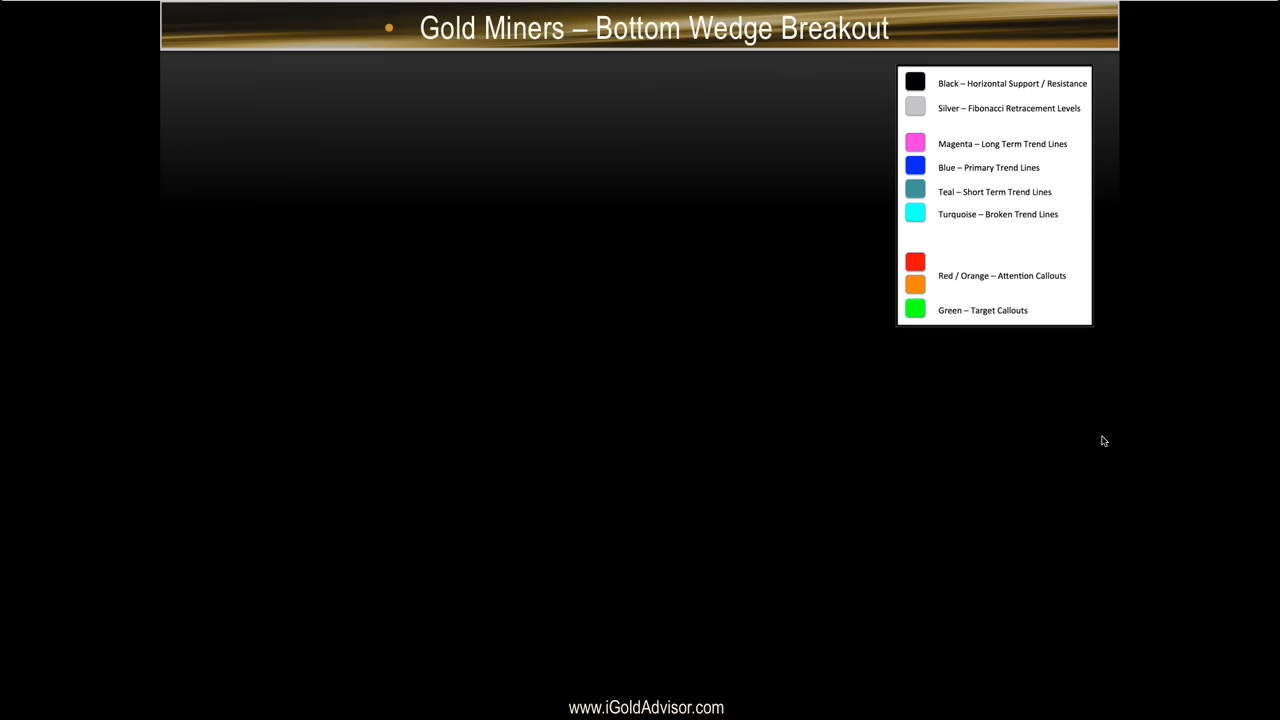 • Gold Miners – Bottom Wedge Breakout
Black – Horizontal Support / Resistance
Silver – Fibonacci Retracement Levels
Magenta – Long Term Trend Lines
Blue – Primary Trend Lines
Teal – Short Term Trend Lines
Turquoise – Broken Trend Lines
Red / Orange – Attention Callouts
Green – Target Callouts
www.iGoldAdvisor.com